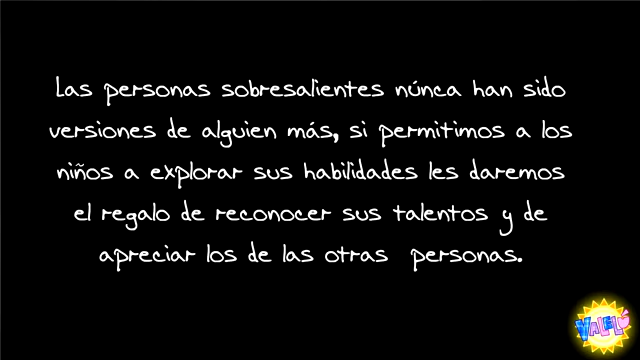 Las personas sobresalientes núnca han sido
versiones de alguien más, si permitimos a los
niños a explorar sus habilidades les daremos
el regalo de reconocer sus talentos y de
apreciar los de las otras personas.
VALELÚ